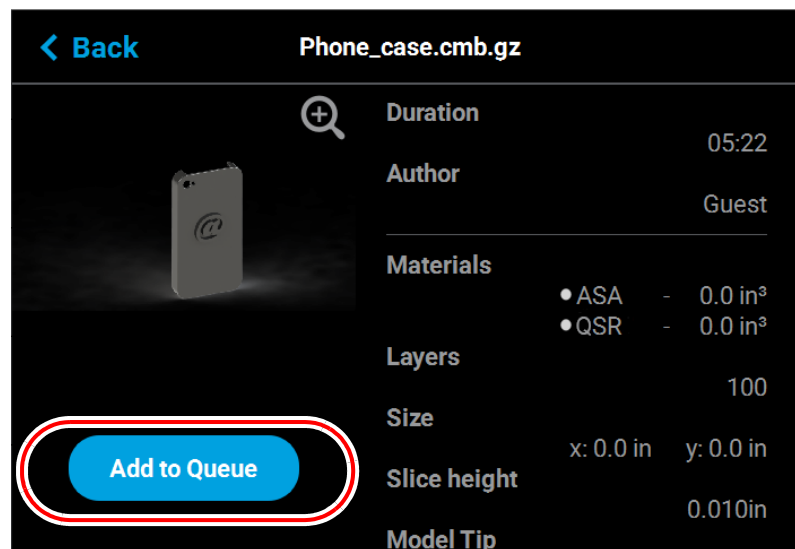 Back
Phone_case.cmb.gz
Duration
05:22
Author
Guest
Materials
ASA - 0.0 in³
QSR - 0.0 in³
Layers
100
Size
x: 0.0 in y: 0.0 in
Slice height
0.010in
Model Tip
@
Add to Queue